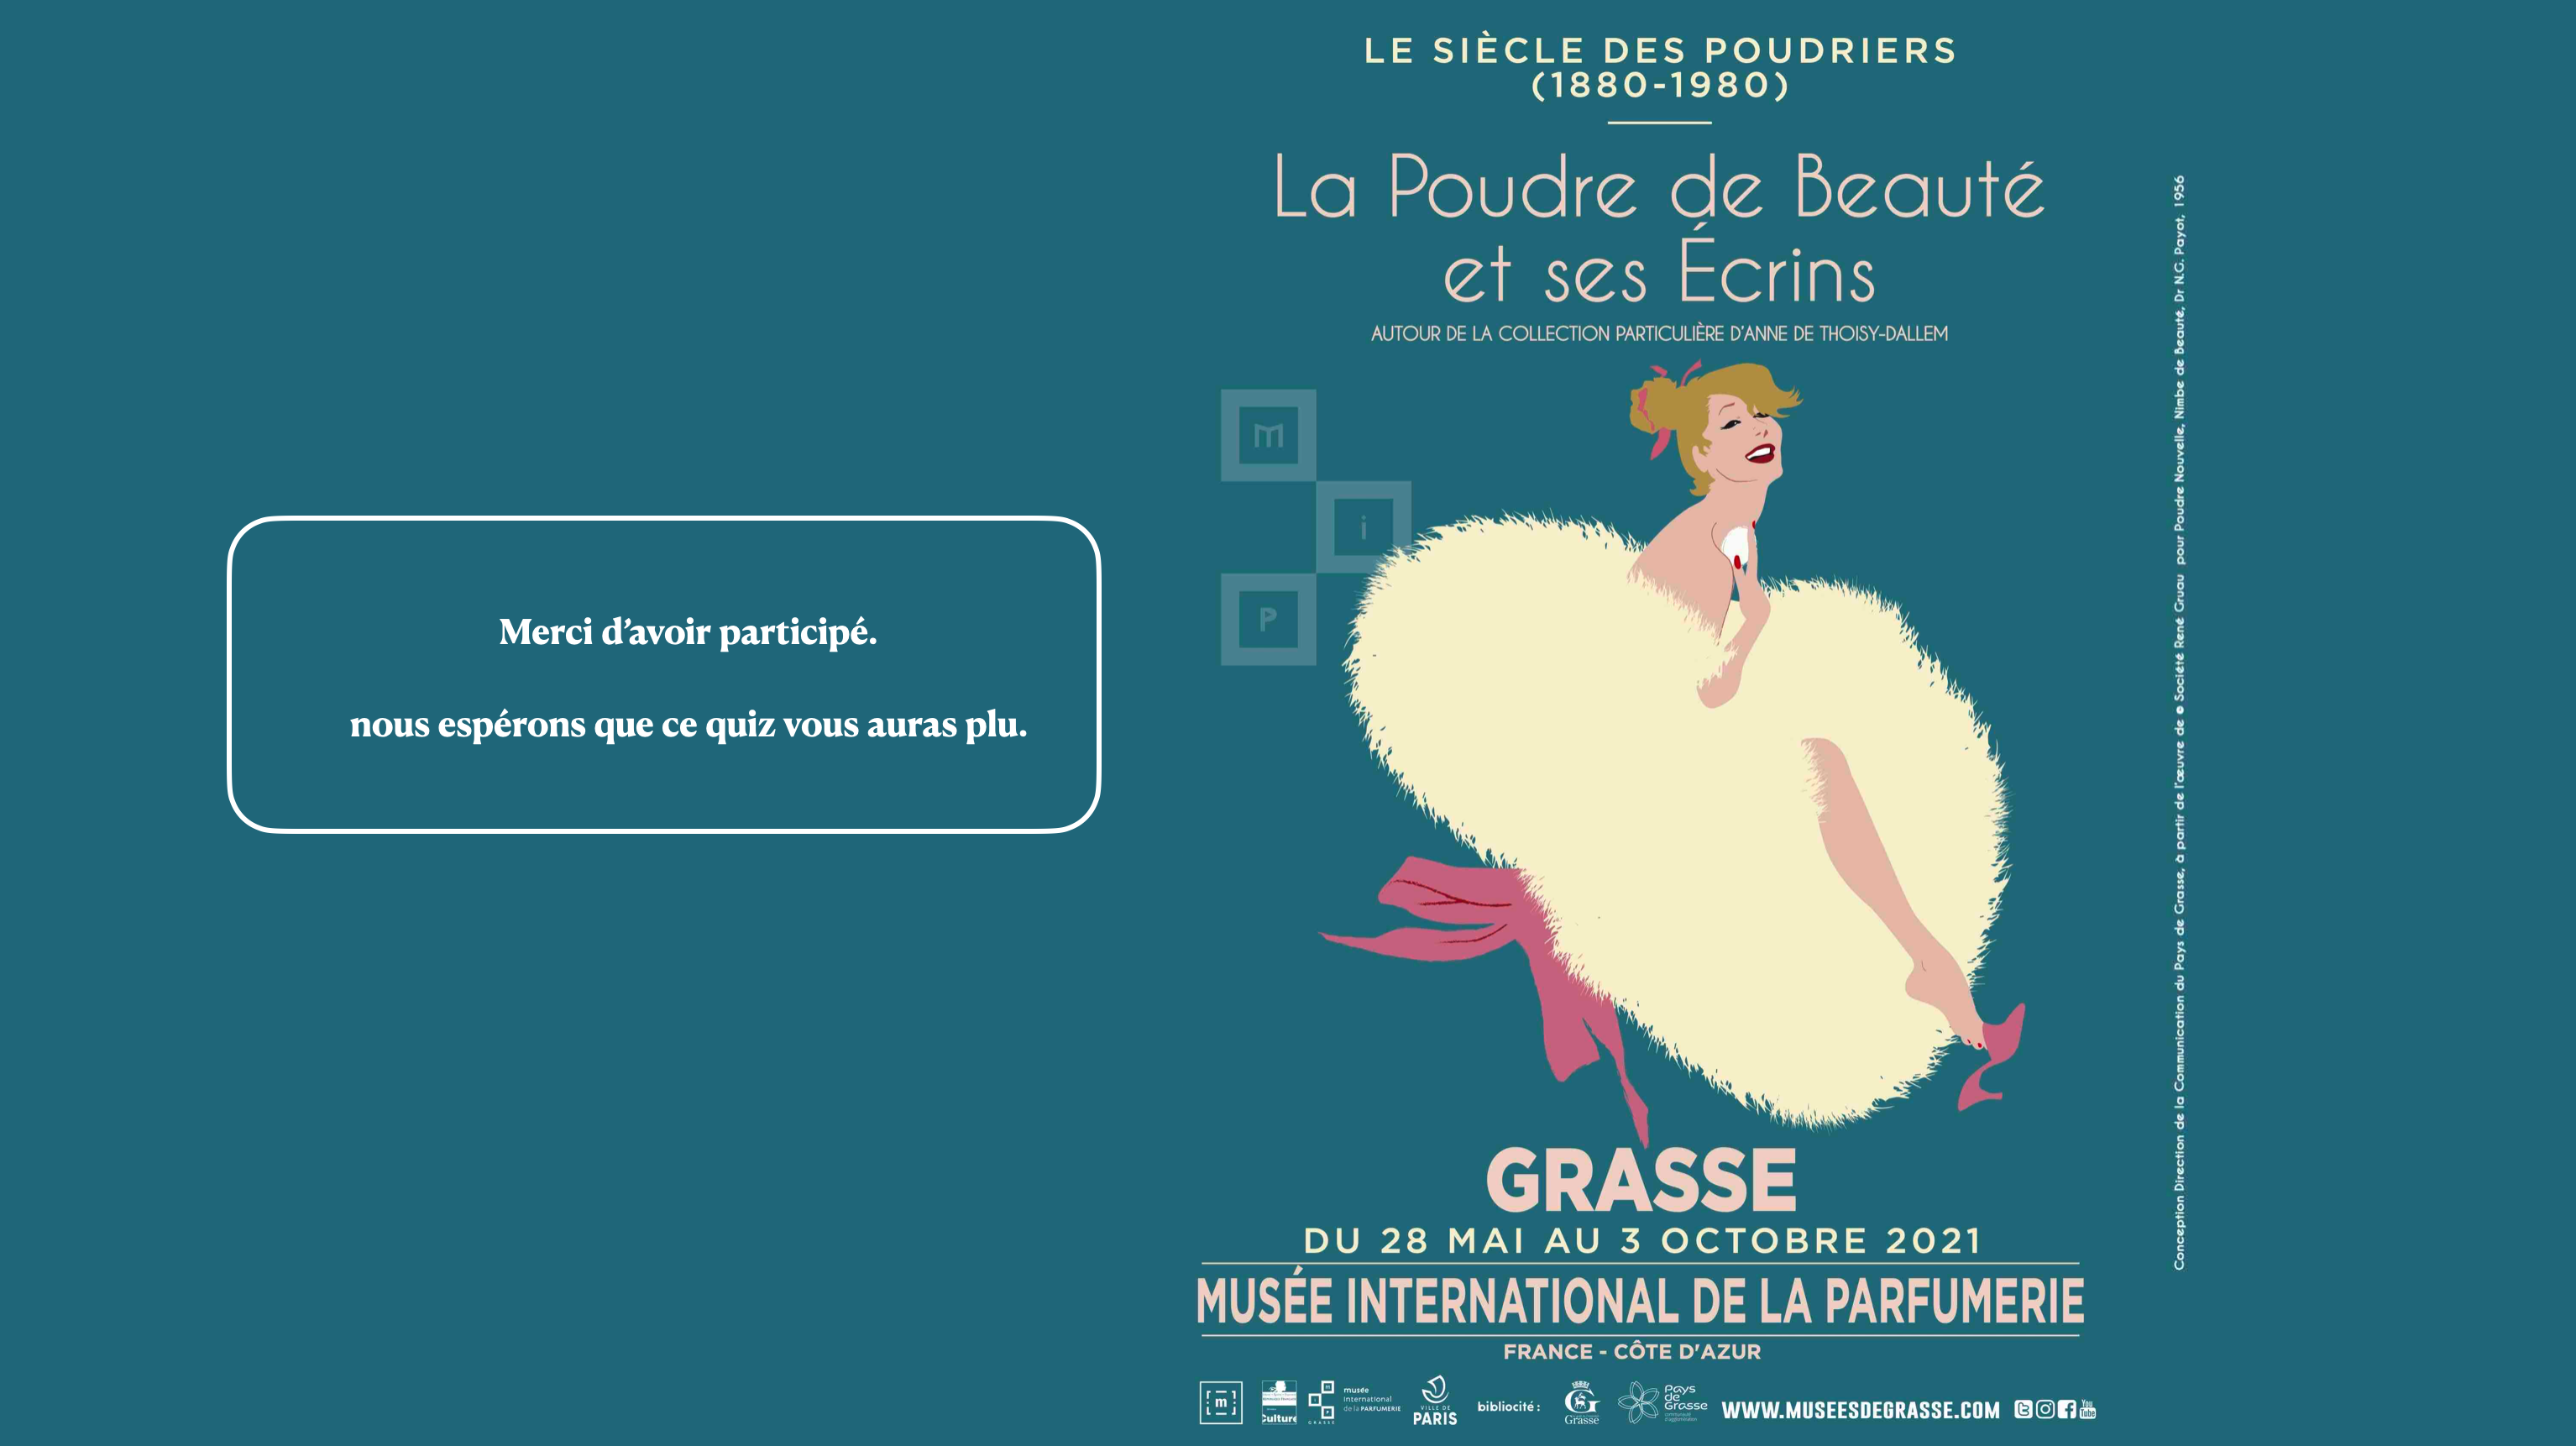 Merci d’avoir participé.
nous espérons que ce quiz vous auras plu.
LE SIÈCLE DES POUDRIERS
(1880-1980)
La Poudre de Beauté
et ses Écrins
AUTOUR DE LA COLLECTION PARTICULIÈRE D'ANNE DE THOISY-DALLEM
m
i
P
Conception Direction de la Communication du Pays de Grasse, à partir de l'œuvre de © Société René Gruau pour Poudre Nouvelle, Nimbe de Beauté, Dr N.G. Payot, 1956
GRASSE
DU 28 MAI AU 3 OCTOBRE 2021
MUSÉE INTERNATIONAL DE LA PARFUMERIE
FRANCE - CÔTE D'AZUR
[m]
Culture
musée
international
de la PARFUMERIE
GRASSE
VILLE DE
PARIS
bibliocité :
G
Grasse
Pays
de
Grasse
WWW.MUSEESDEGRASSE.COM
You
Tube